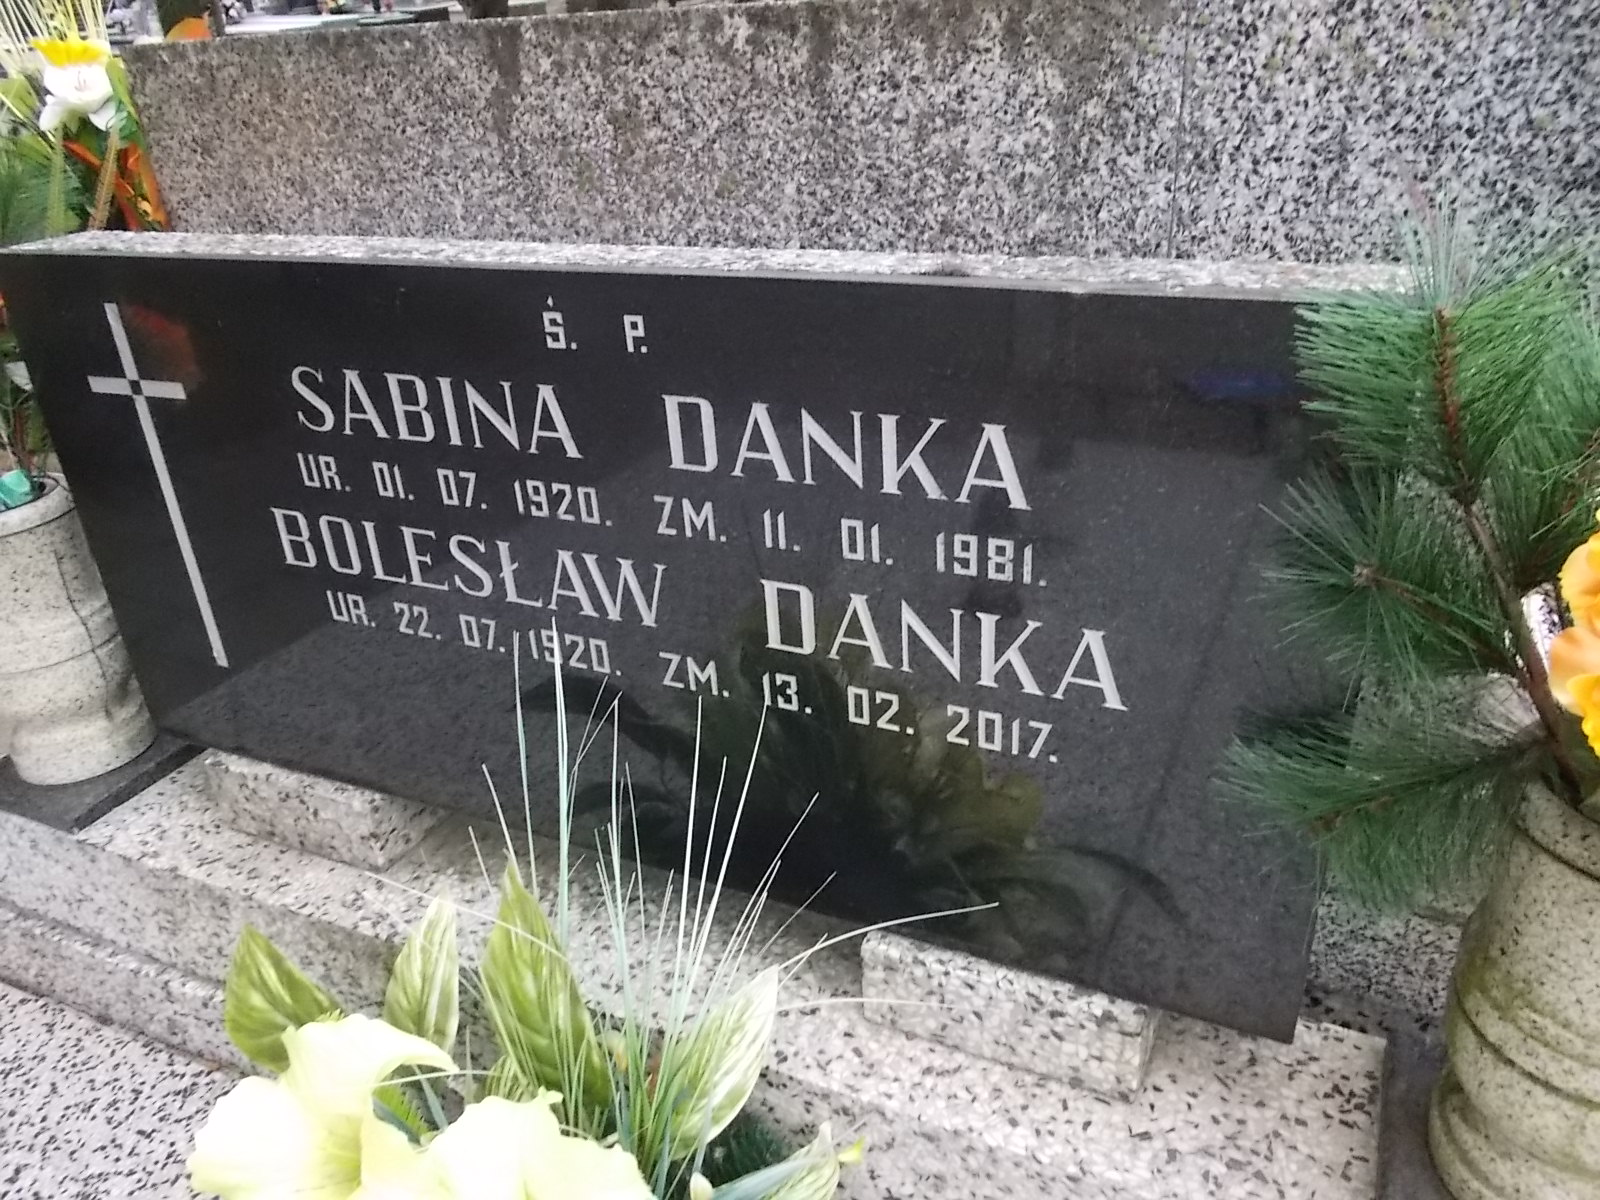 Ś. P.
SABINA DANKA
UR. 01. 07. 1920. ZM. 11. 01. 1981.
BOLESŁAW DANKA
UR. 22. 07. 1920. ZM. 13. 02. 2017.